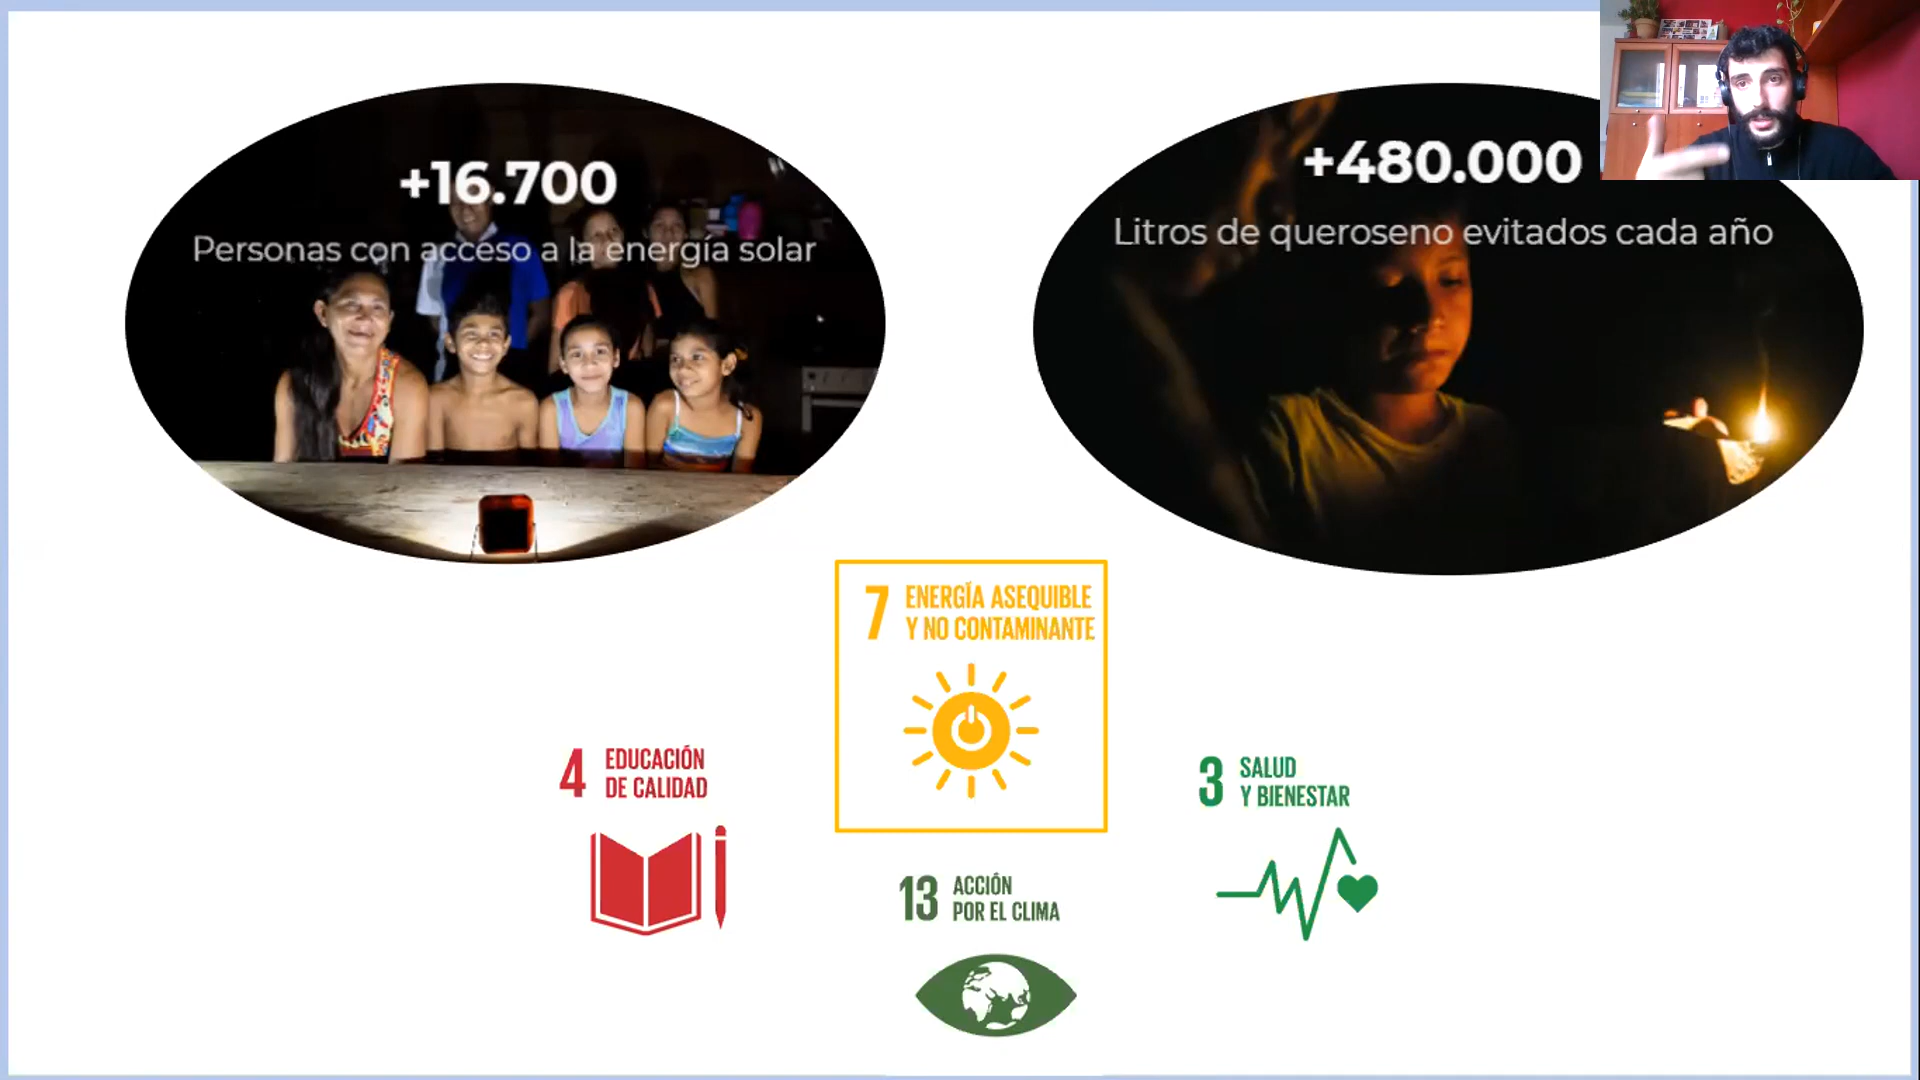 +16.700
Personas con acceso a la energía solar
+480.000
Litros de queroseno evitados cada año
7 ENERGÍA ASEQUIBLE
Y NO CONTAMINANTE
4 EDUCACIÓN
DE CALIDAD
3 SALUD
Y BIENESTAR
13 ACCIÓN
POR EL CLIMA